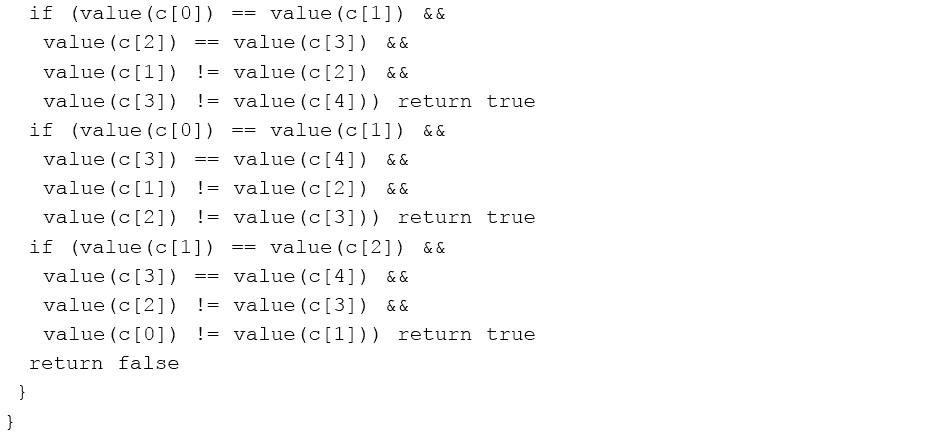 if (value(c[0]) == value(c[1]) &&
value(c[2]) == value(c[3]) &&
value(c[1]) != value(c[2]) &&
value(c[3]) != value(c[4])) return true
if (value(c[0]) == value(c[1]) &&
value(c[3]) == value(c[4]) &&
value(c[1]) != value(c[2]) &&
value(c[2]) != value(c[3])) return true
if (value(c[1]) == value(c[2]) &&
value(c[3]) == value(c[4]) &&
value(c[2]) != value(c[3]) &&
value(c[0]) != value(c[1])) return true
return false
}
}